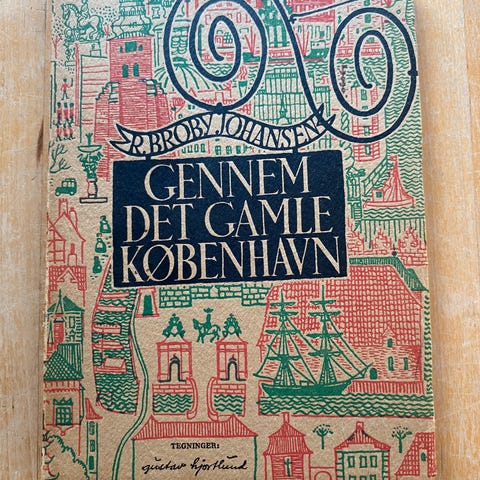 R. BROBY JOHANSEN
GENNEM
DET GAMLE
KØBENHAVN
TEGNINGER:
gustav hjortlund